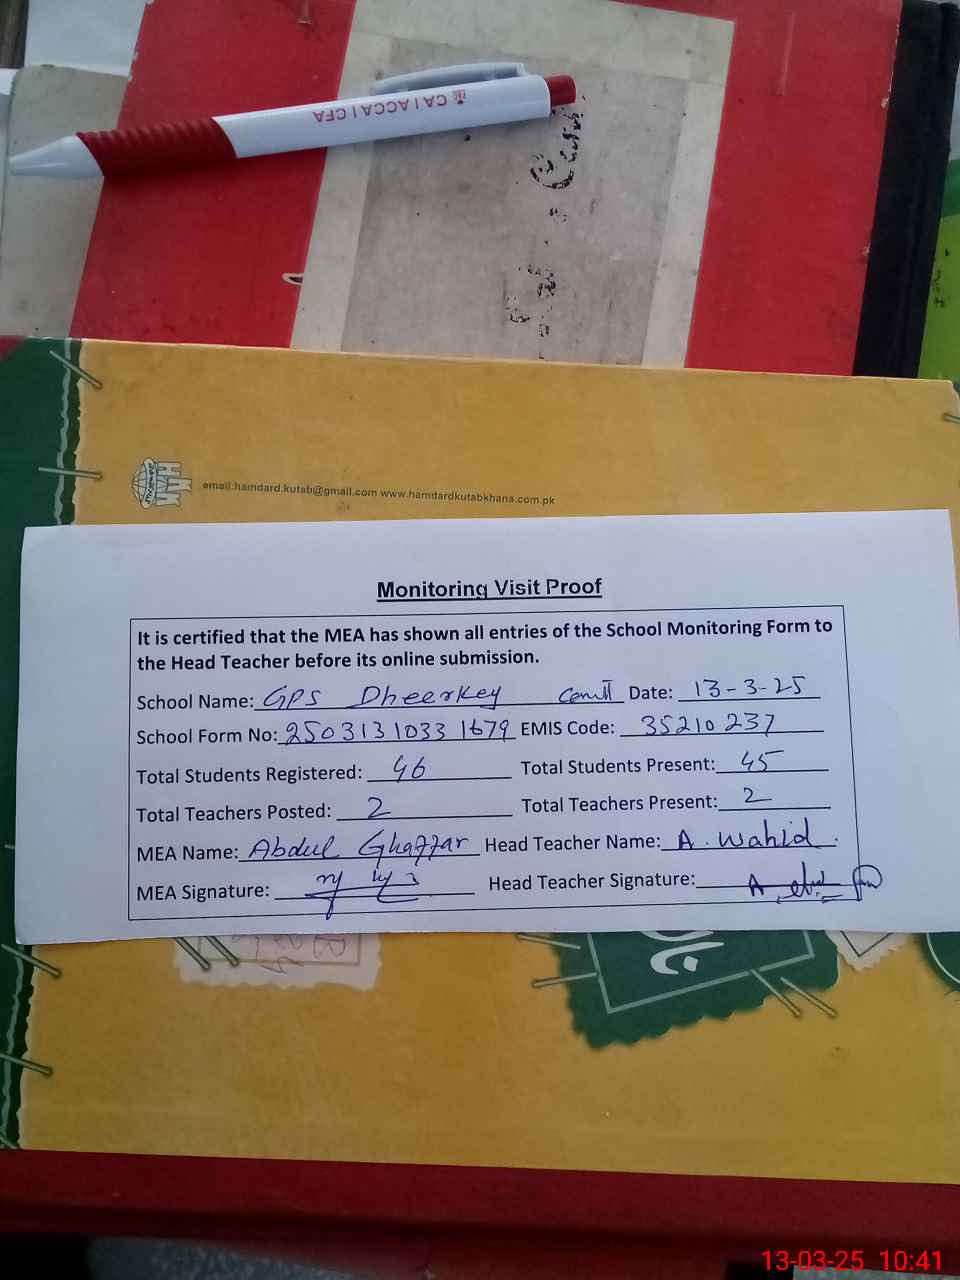 CA | ACCA | CFA
HKK
email:hamdard.kutab@gmail.com www.hamdardkutabkhana.com.pk
Monitoring Visit Proof
It is certified that the MEA has shown all entries of the School Monitoring Form to
the Head Teacher before its online submission.
School Name: GPS Dheerkey Date: 13-3-25
School Form No: 2503131033 1679 EMIS Code: 35210237
Total Students Registered: 46 Total Students Present: 45
Total Teachers Posted: 2 Total Teachers Present: 2
MEA Name: Abdul Ghaffar Head Teacher Name: A. Wahid.
MEA Signature: Head Teacher Signature:
13-03-25 10:41